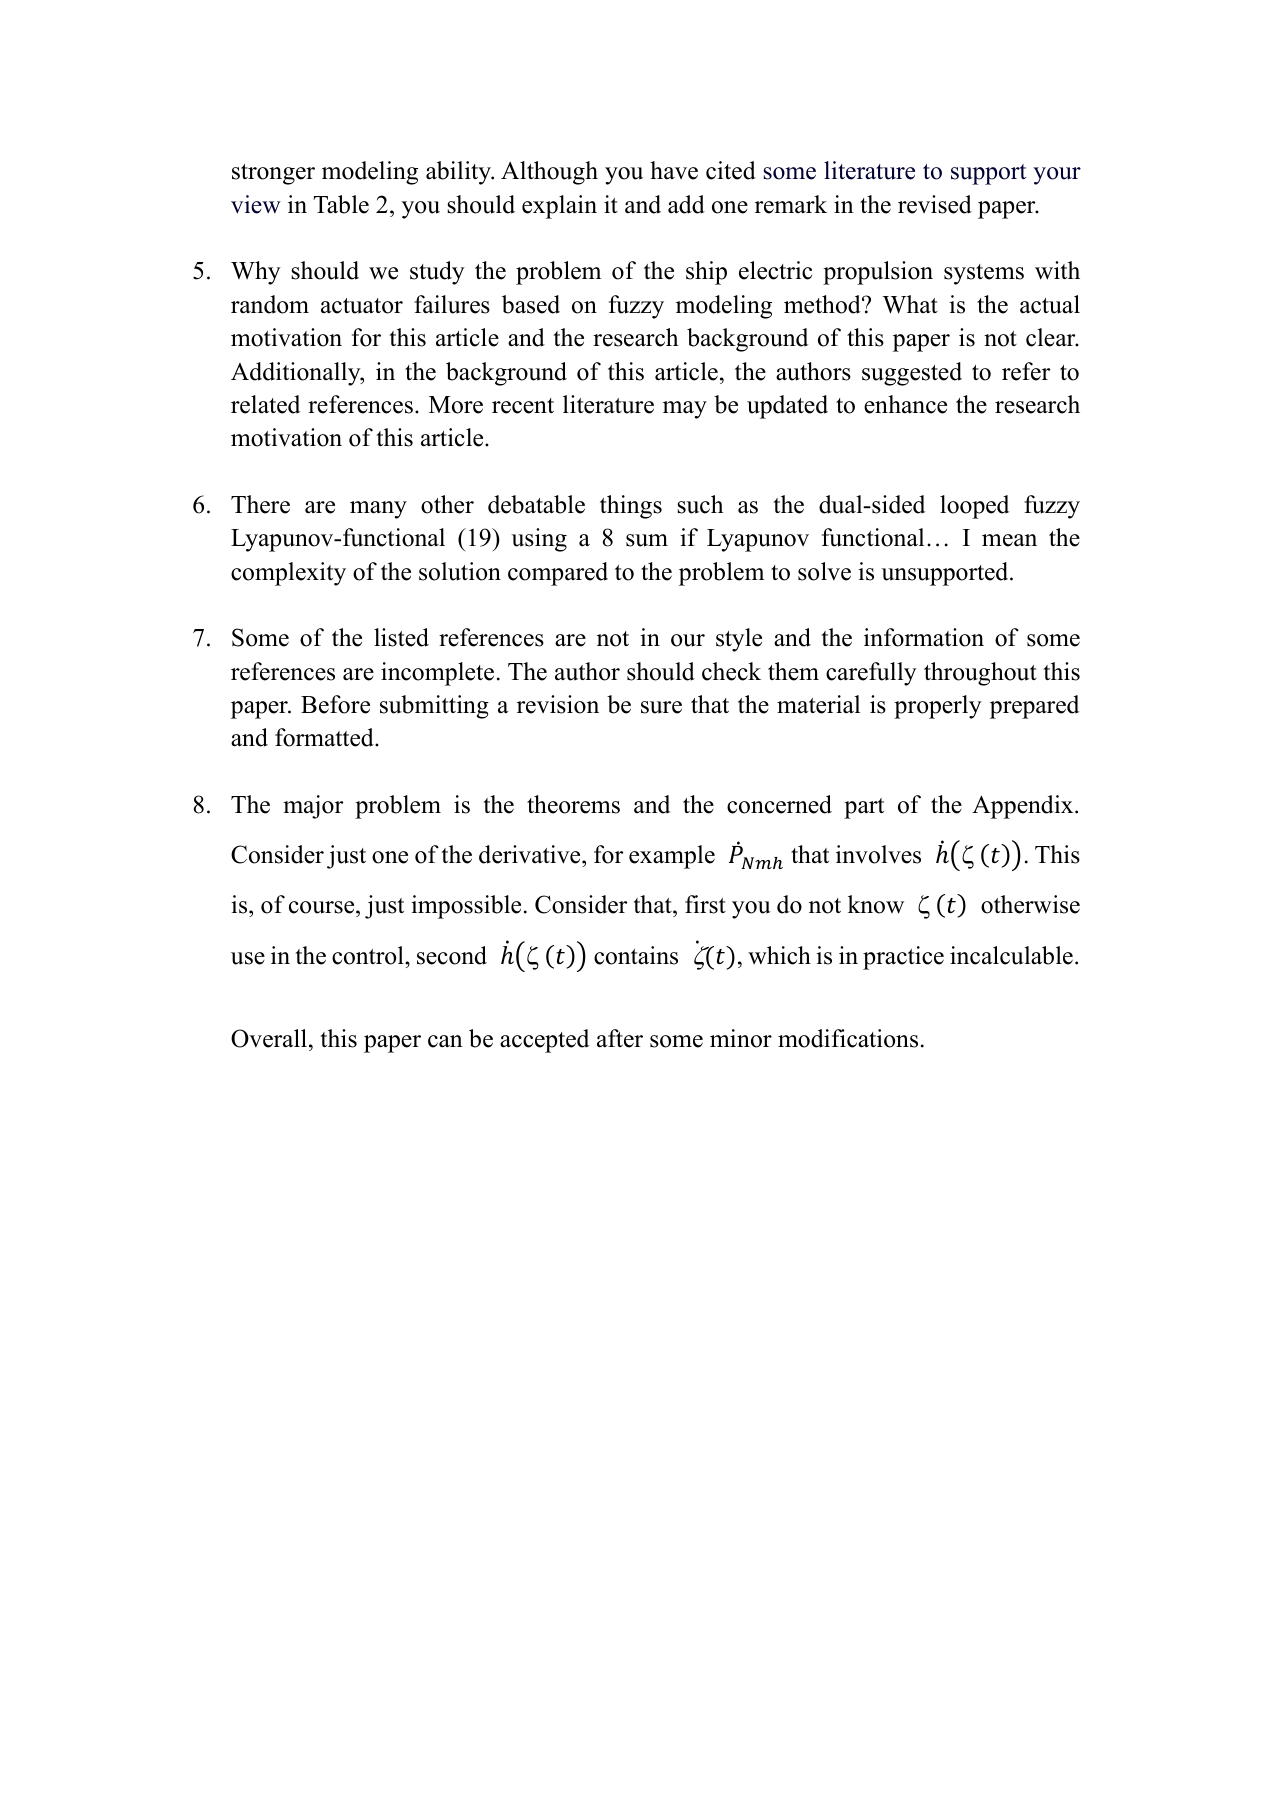 stronger modeling ability. Although you have cited some literature to support your
view in Table 2, you should explain it and add one remark in the revised paper.
5. Why should we study the problem of the ship electric propulsion systems with
random actuator failures based on fuzzy modeling method? What is the actual
motivation for this article and the research background of this paper is not clear.
Additionally, in the background of this article, the authors suggested to refer to
related references. More recent literature may be updated to enhance the research
motivation of this article.
6. There are many other debatable things such as the dual-sided looped fuzzy
Lyapunov-functional (19) using a 8 sum if Lyapunov functional… I mean the
complexity of the solution compared to the problem to solve is unsupported.
7. Some of the listed references are not in our style and the information of some
references are incomplete. The author should check them carefully throughout this
paper. Before submitting a revision be sure that the material is properly prepared
and formatted.
8. The major problem is the theorems and the concerned part of the Appendix.
Consider just one of the derivative, for example Ṗ_{Nmh} that involves ḣ(ζ(t)). This
is, of course, just impossible. Consider that, first you do not know ζ(t) otherwise
use in the control, second ḣ(ζ(t)) contains ζ̇(t), which is in practice incalculable.
Overall, this paper can be accepted after some minor modifications.